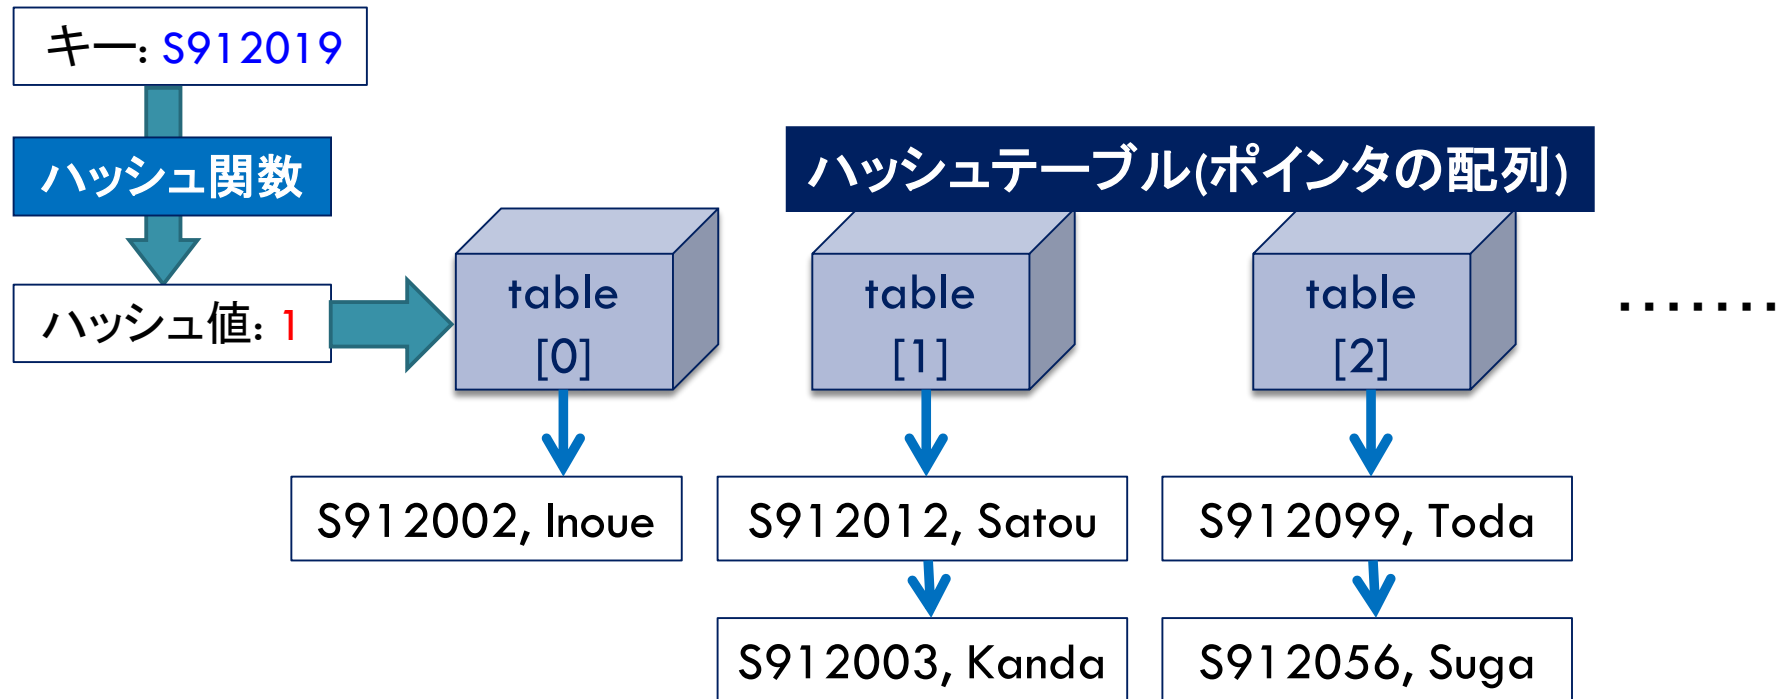 キー: S912019
ハッシュ関数
ハッシュ値: 1
ハッシュテーブル(ポインタの配列)
table
[0]
table
[1]
table
[2]
.......
S912002, Inoue
S912012, Satou
S912099, Toda
S912003, Kanda
S912056, Suga